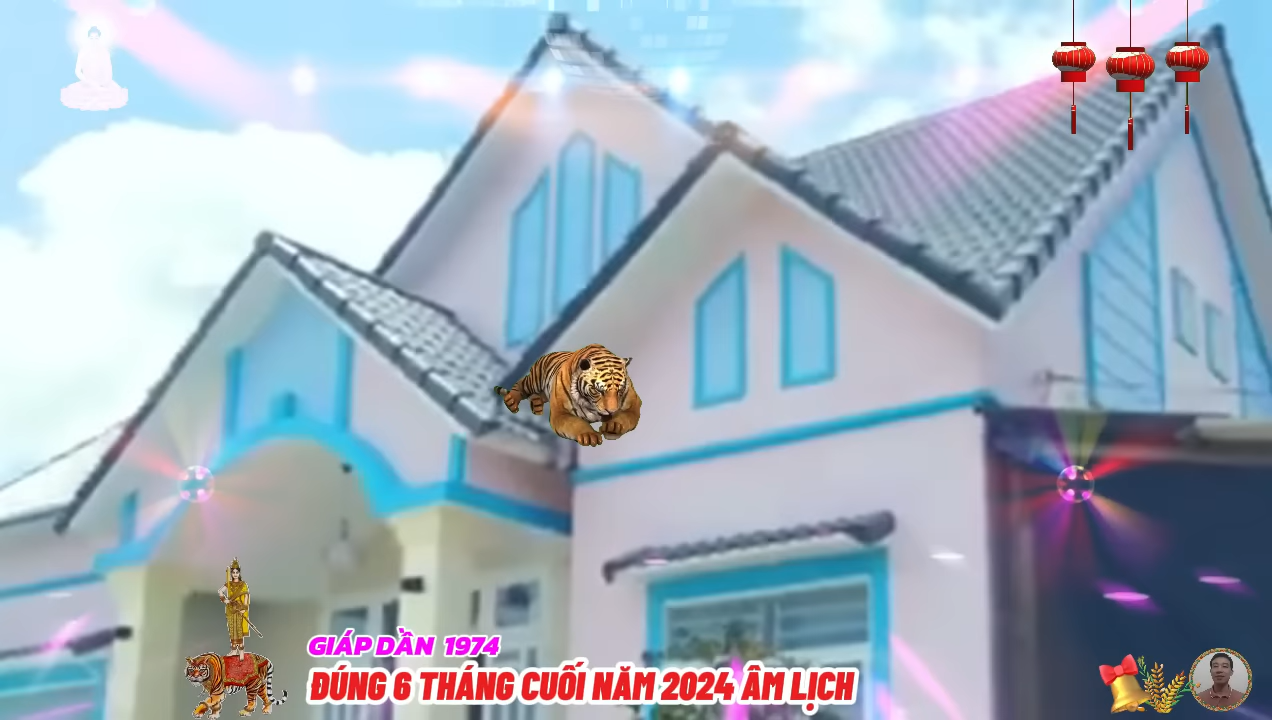 GIÁP DẦN 1974
ĐÚNG 6 THÁNG CUỐI NĂM 2024 ÂM LỊCH